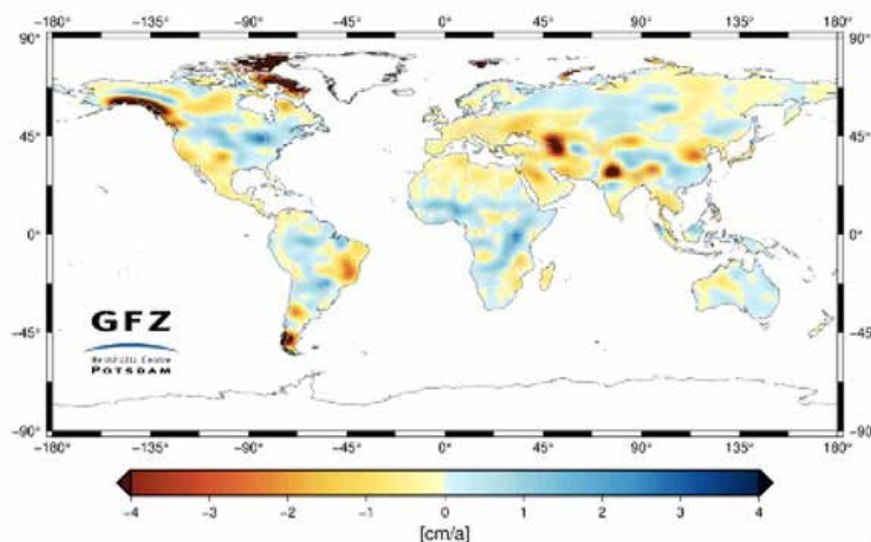 −180° −135° −90° −45° 0° 45° 90° 135° 180°
90° 90°
45° 45°
0° 0°
GFZ
−45° −45°
Helmholtz Centre
POTSDAM
−90° −90°
−180° −135° −90° −45° 0° 45° 90° 135° 180°
−4 −3 −2 −1 0 1 2 3 4
[cm/a]